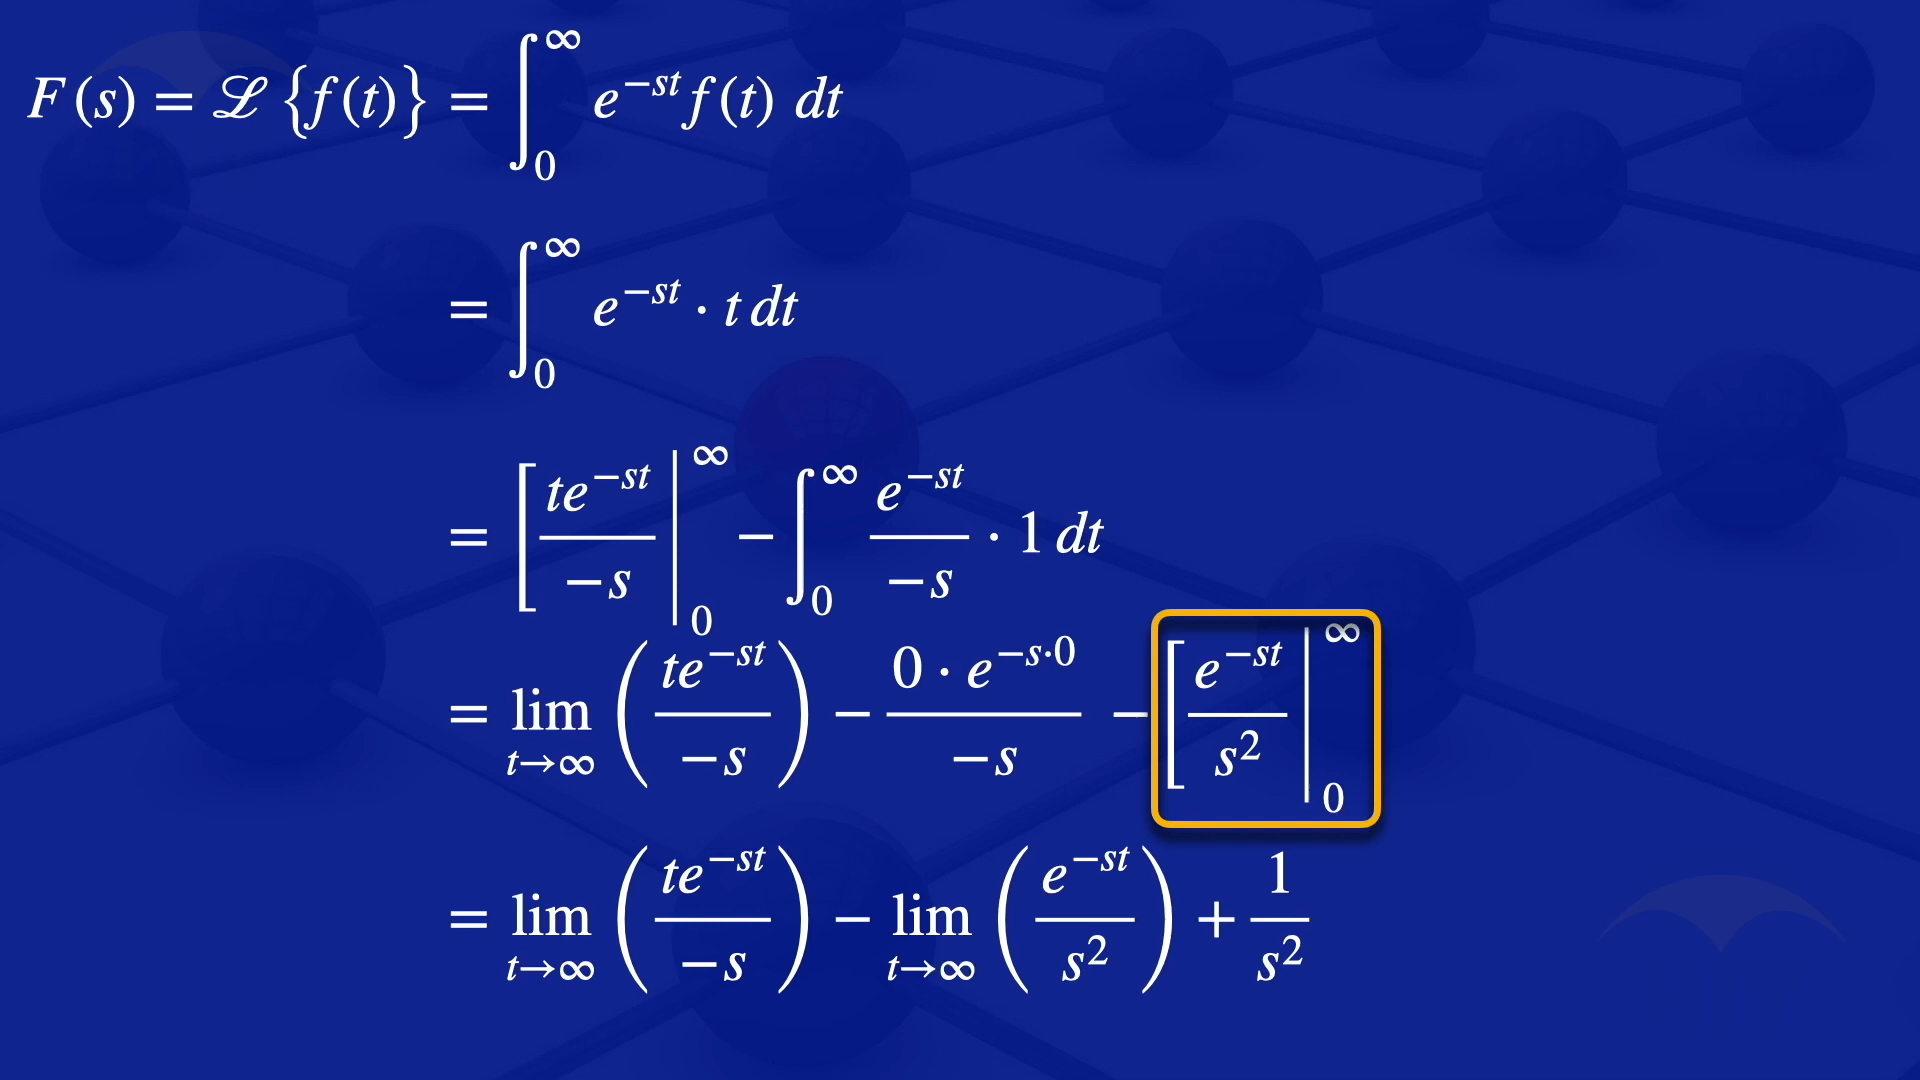 F(s) = ℒ {f(t)} = ∫₀^∞ e^{−st} f(t) dt
= ∫₀^∞ e^{−st} · t dt
= [te^{−st}/−s |₀^∞ − ∫₀^∞ e^{−st}/−s · 1 dt
= lim_{t→∞} (te^{−st}/−s) − 0 · e^{−s·0}/−s − [e^{−st}/s² |₀^∞
= lim_{t→∞} (te^{−st}/−s) − lim_{t→∞} (e^{−st}/s²) + 1/s²